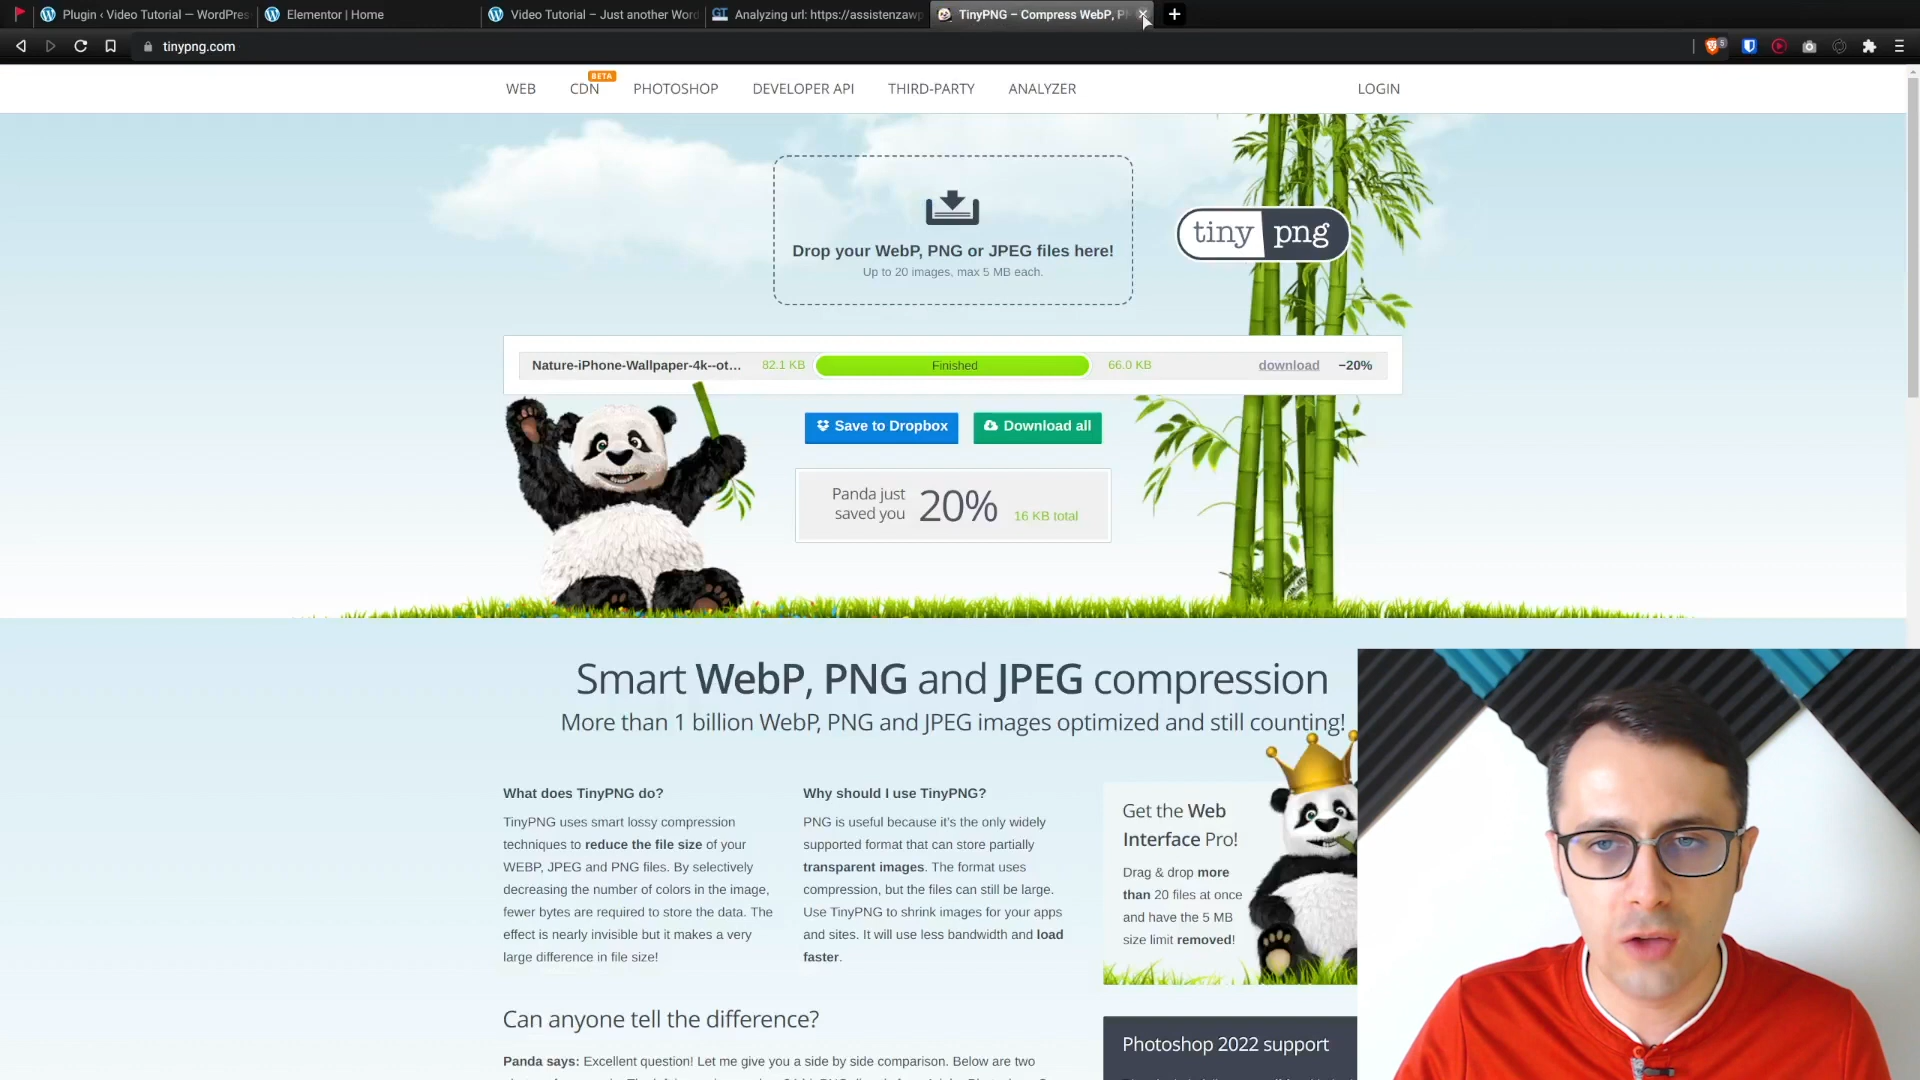 Plugin ‹ Video Tutorial — WordPres
Elementor | Home
Video Tutorial – Just another Word
GT Analyzing url: https://assistenzawp
TinyPNG – Compress WebP, P
tinypng.com
5
WEB
CDN
BETA
PHOTOSHOP
DEVELOPER API
THIRD-PARTY
ANALYZER
LOGIN
Drop your WebP, PNG or JPEG files here!
Up to 20 images, max 5 MB each.
tiny png
Nature-iPhone-Wallpaper-4k--ot... 82.1 KB Finished 66.0 KB download −20%
Save to Dropbox
Download all
Panda just
saved you
20%
16 KB total
Smart WebP, PNG and JPEG compression
More than 1 billion WebP, PNG and JPEG images optimized and still counting!
What does TinyPNG do?
TinyPNG uses smart lossy compression
techniques to reduce the file size of your
WEBP, JPEG and PNG files. By selectively
decreasing the number of colors in the image,
fewer bytes are required to store the data. The
effect is nearly invisible but it makes a very
large difference in file size!
Why should I use TinyPNG?
PNG is useful because it's the only widely
supported format that can store partially
transparent images. The format uses
compression, but the files can still be large.
Use TinyPNG to shrink images for your apps
and sites. It will use less bandwidth and load
faster.
Get the Web
Interface Pro!
Drag & drop more
than 20 files at once
and have the 5 MB
size limit removed!
Can anyone tell the difference?
Panda says: Excellent question! Let me give you a side by side comparison. Below are two
Photoshop 2022 support